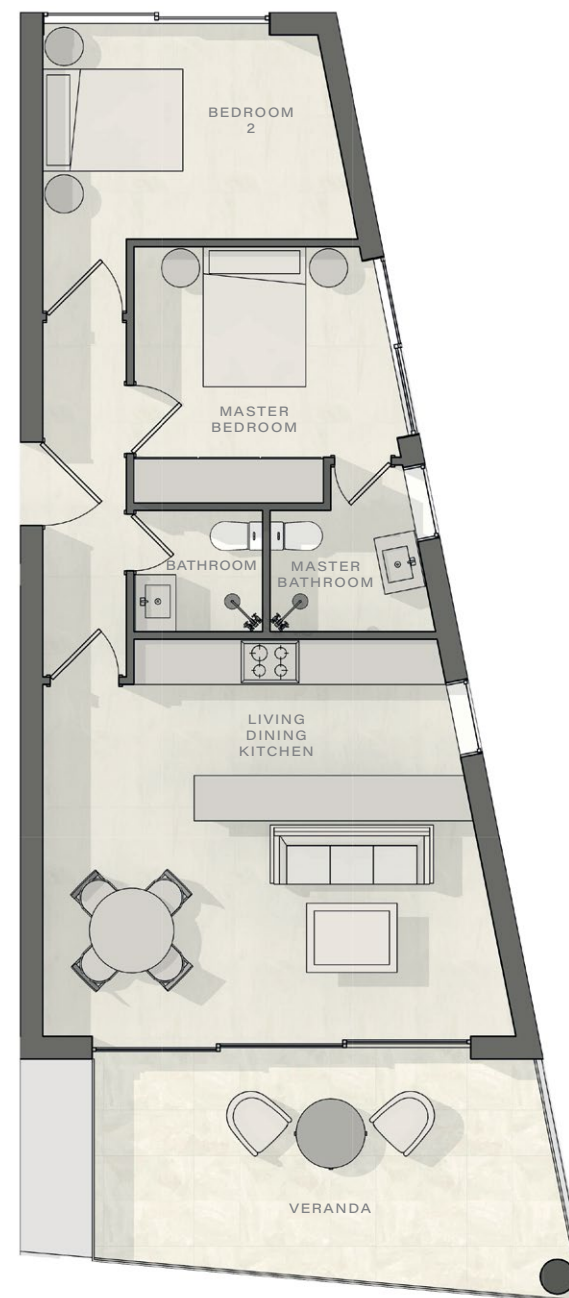 BEDROOM
2
MASTER
BEDROOM
BATHROOM
MASTER
BATHROOM
LIVING
DINING
KITCHEN
VERANDA